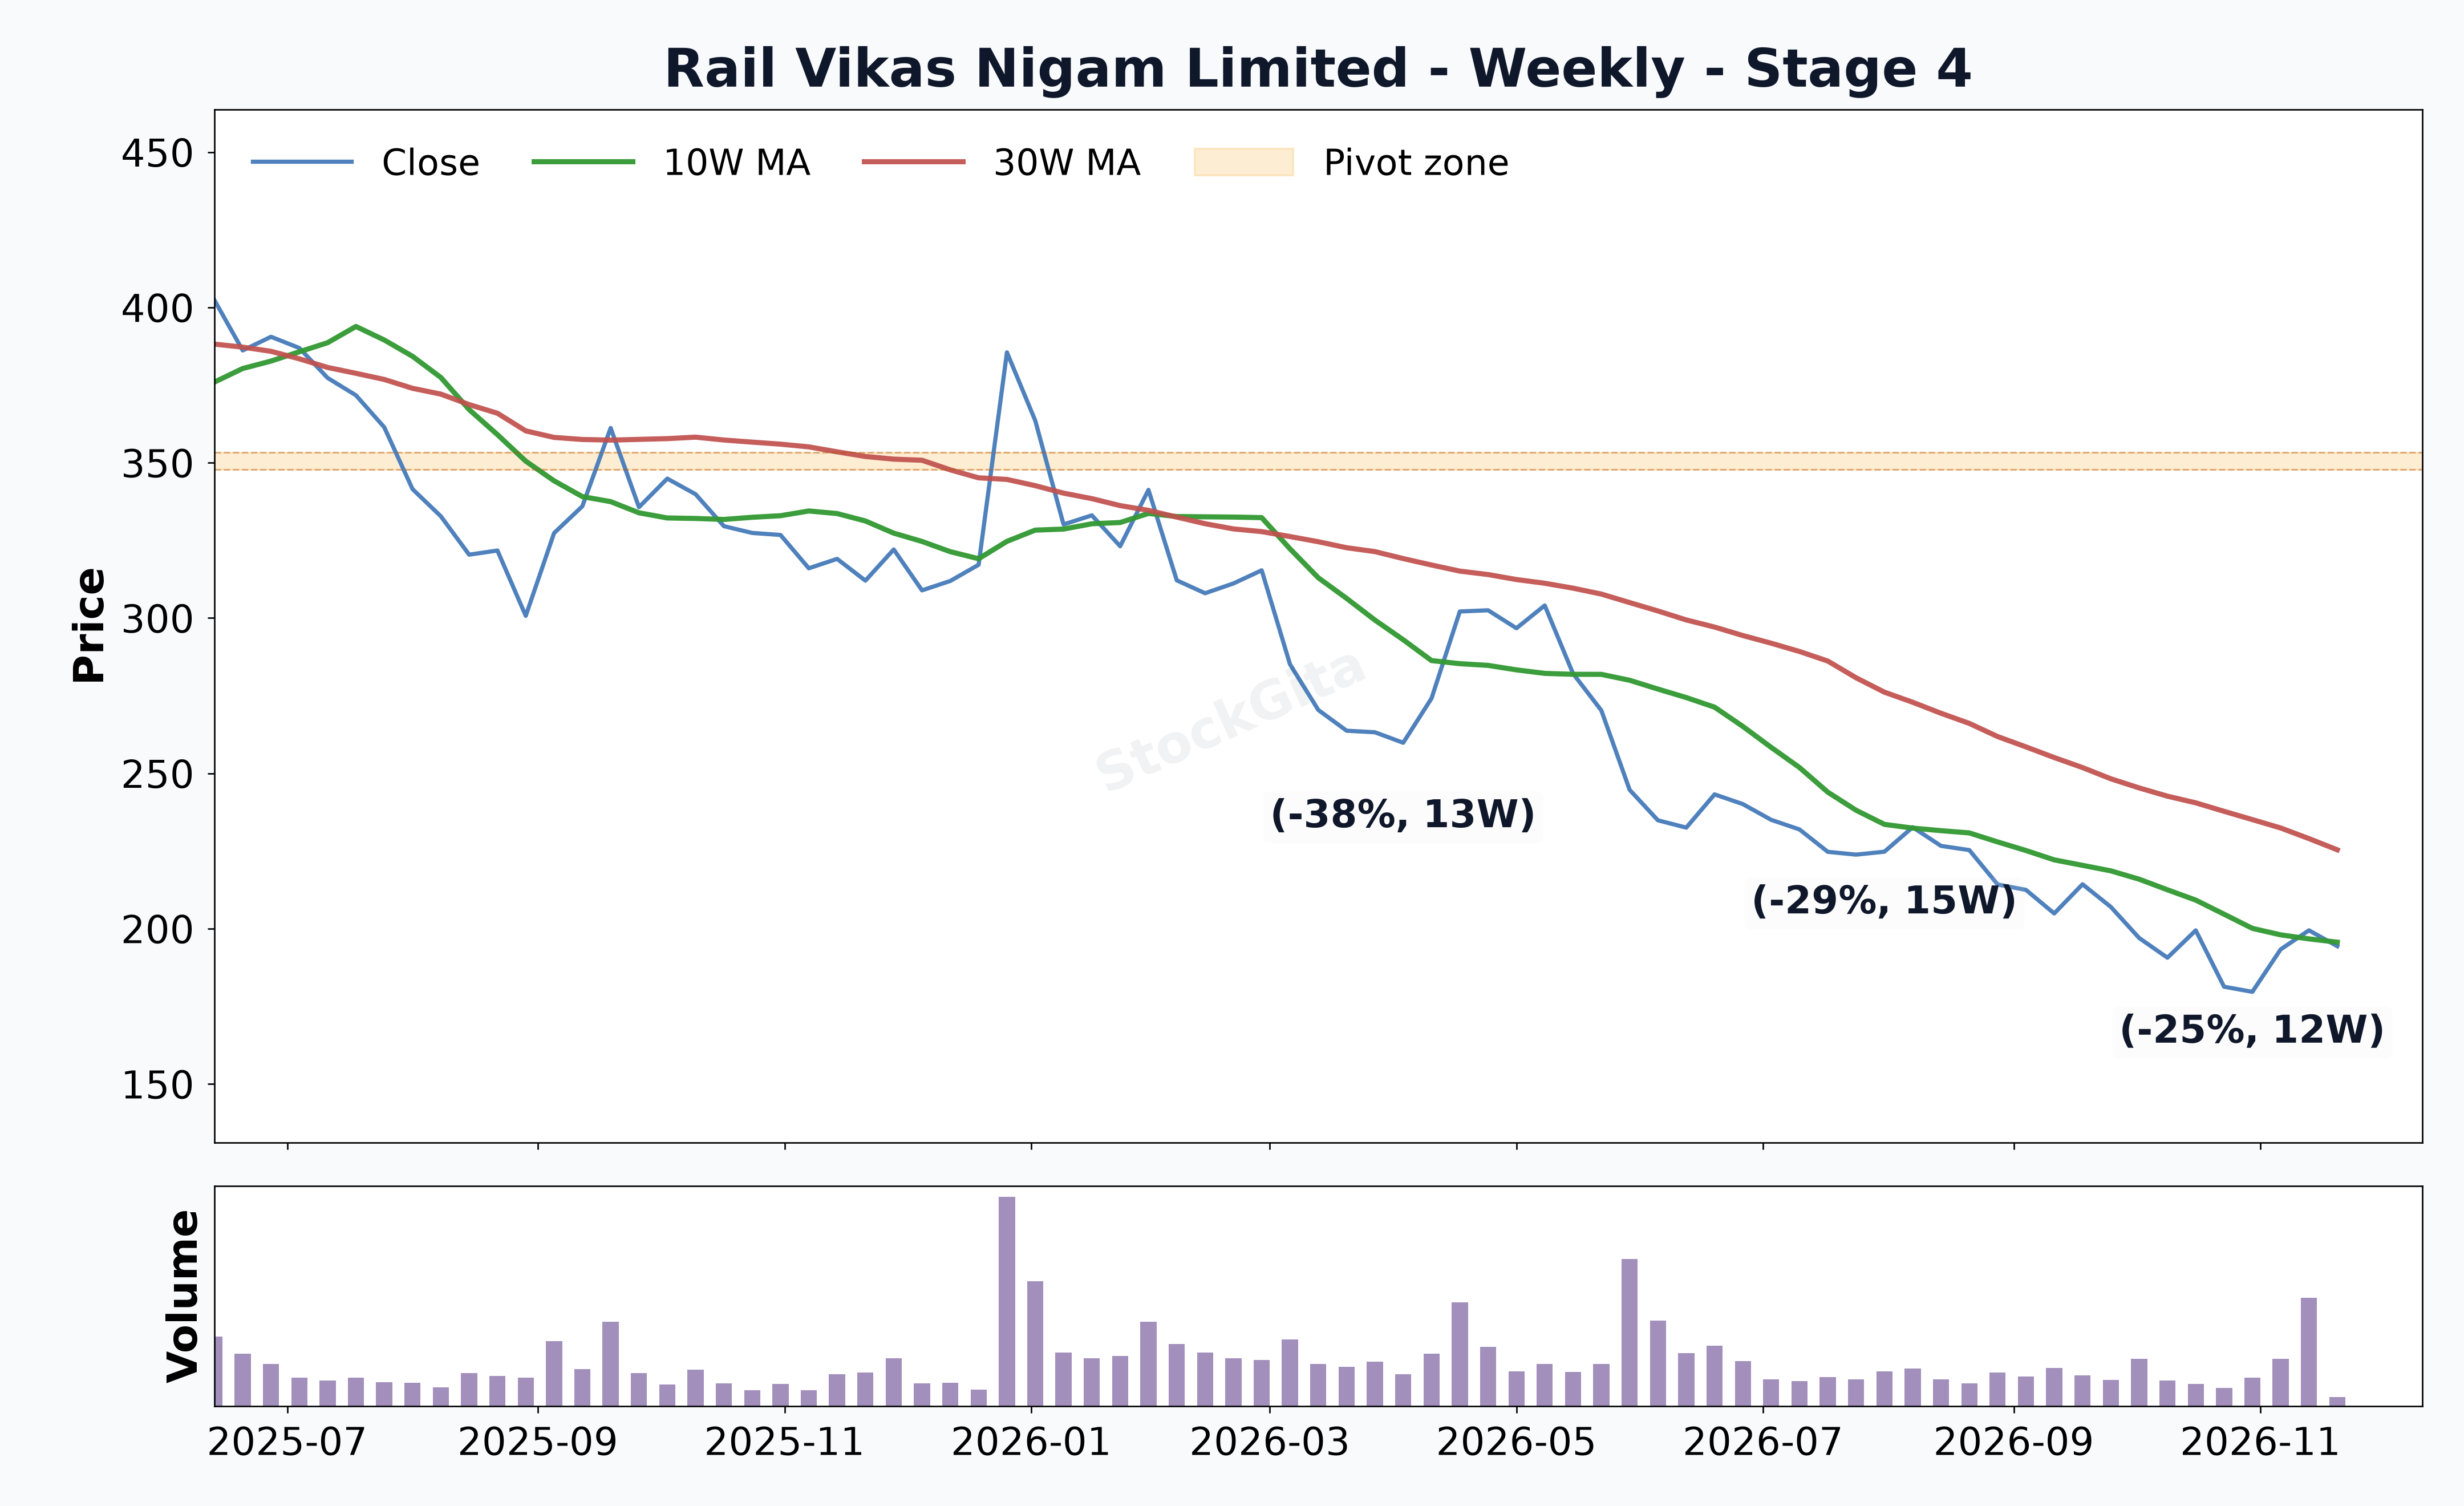 Rail Vikas Nigam Limited - Weekly - Stage 4
Close 10W MA 30W MA Pivot zone
450
400
350
300
250
200
150
Price
StockGita
(-38%, 13W)
(-29%, 15W)
(-25%, 12W)
Volume
2025-07 2025-09 2025-11 2026-01 2026-03 2026-05 2026-07 2026-09 2026-11